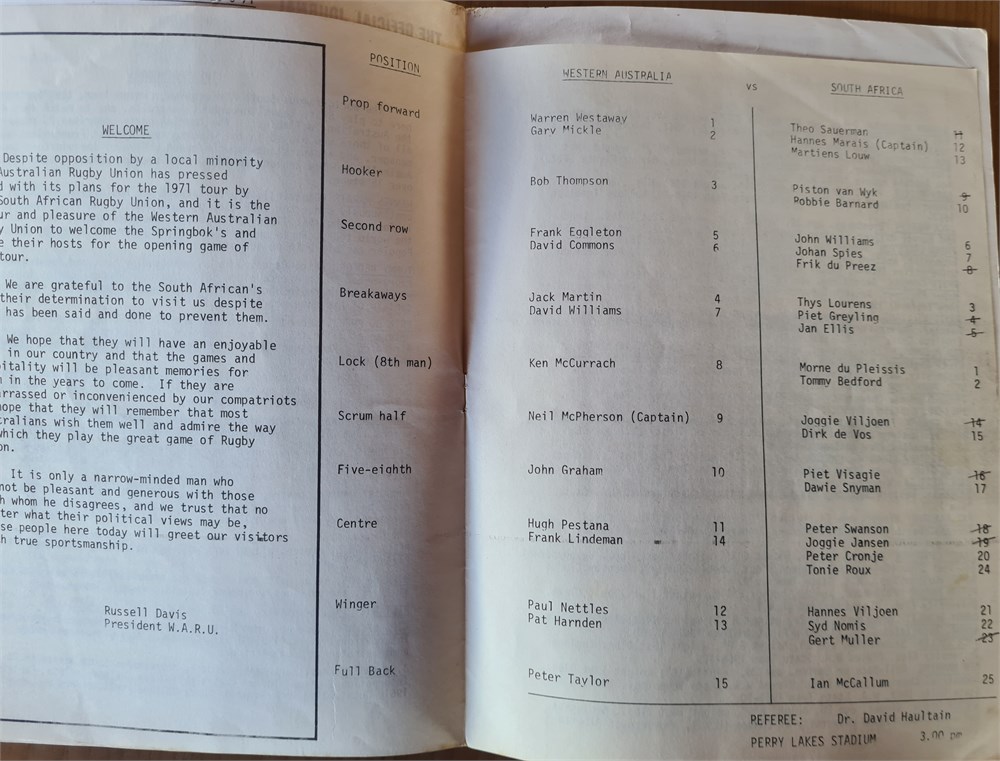 WELCOME
Despite opposition by a local minority
Australian Rugby Union has pressed
d with its plans for the 1971 tour by
South African Rugby Union, and it is the
ur and pleasure of the Western Australian
y Union to welcome the Springbok's and
e their hosts for the opening game of
tour.
We are grateful to the South African's
their determination to visit us despite
has been said and done to prevent them.
We hope that they will have an enjoyable
in our country and that the games and
itality will be pleasant memories for
in the years to come. If they are
rrassed or inconvenienced by our compatriots
hope that they will remember that most
tralians wish them well and admire the way
which they play the great game of Rugby
on.
It is only a narrow-minded man who
not be pleasant and generous with those
h whom he disagrees, and we trust that no
ter what their political views may be,
se people here today will greet our visitors
h true sportsmanship.
Russell Davis
President W.A.R.U.
POSITION
Prop forward
Hooker
Second row
Breakaways
Lock (8th man)
Scrum half
Five-eighth
Centre
Winger
Full Back
WESTERN AUSTRALIA vs SOUTH AFRICA
Warren Westaway 1
Gary Mickle 2
Bob Thompson 3
Frank Eggleton 5
David Commons 6
Jack Martin 4
David Williams 7
Ken McCurrach 8
Neil McPherson (Captain) 9
John Graham 10
Hugh Pestana 11
Frank Lindeman 14
Paul Nettles 12
Pat Harnden 13
Peter Taylor 15
Theo Sauerman 11
Hannes Marais (Captain) 12
Martiens Louw 13
Piston van Wyk 9
Robbie Barnard 10
John Williams 6
Johan Spies 7
Frik du Preez 8
Thys Lourens 3
Piet Greyling 4
Jan Ellis 5
Morne du Pleissis 1
Tommy Bedford 2
Joggie Viljoen 14
Dirk de Vos 15
Piet Visagie 16
Dawie Snyman 17
Peter Swanson 18
Joggie Jansen 19
Peter Cronje 20
Tonie Roux 24
Hannes Viljoen 21
Syd Nomis 22
Gert Muller 23
Ian McCallum 25
REFEREE: Dr. David Haultain
PERRY LAKES STADIUM 3.00 pm